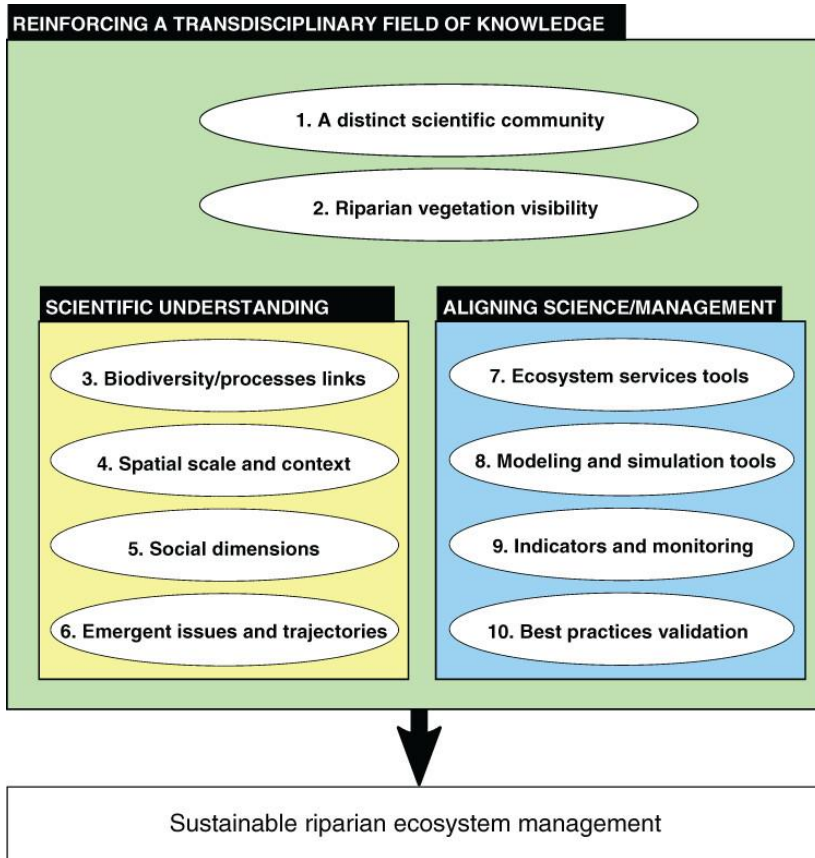 REINFORCING A TRANSDISCIPLINARY FIELD OF KNOWLEDGE
1. A distinct scientific community
2. Riparian vegetation visibility
SCIENTIFIC UNDERSTANDING
3. Biodiversity/processes links
4. Spatial scale and context
5. Social dimensions
6. Emergent issues and trajectories
ALIGNING SCIENCE/MANAGEMENT
7. Ecosystem services tools
8. Modeling and simulation tools
9. Indicators and monitoring
10. Best practices validation
Sustainable riparian ecosystem management